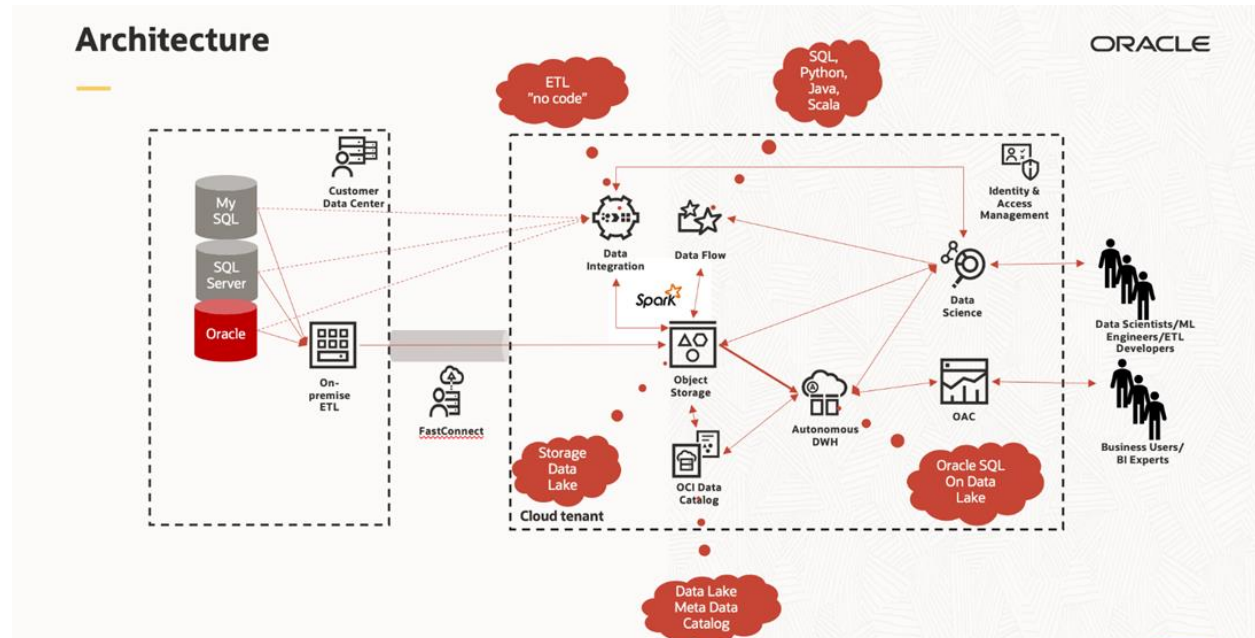 Architecture
ORACLE
ETL
"no code"
SQL,
Python,
Java,
Scala
Customer
Data Center
My
SQL
SQL
Server
Oracle
On-
premise
ETL
FastConnect
Identity &
Access
Management
Data
Integration
Data Flow
Spark
Data
Science
Data Scientists/ML
Engineers/ETL
Developers
Object
Storage
Autonomous
DWH
OAC
Business Users/
BI Experts
Storage
Data
Lake
OCI Data
Catalog
Oracle SQL
On Data
Lake
Cloud tenant
Data Lake
Meta Data
Catalog